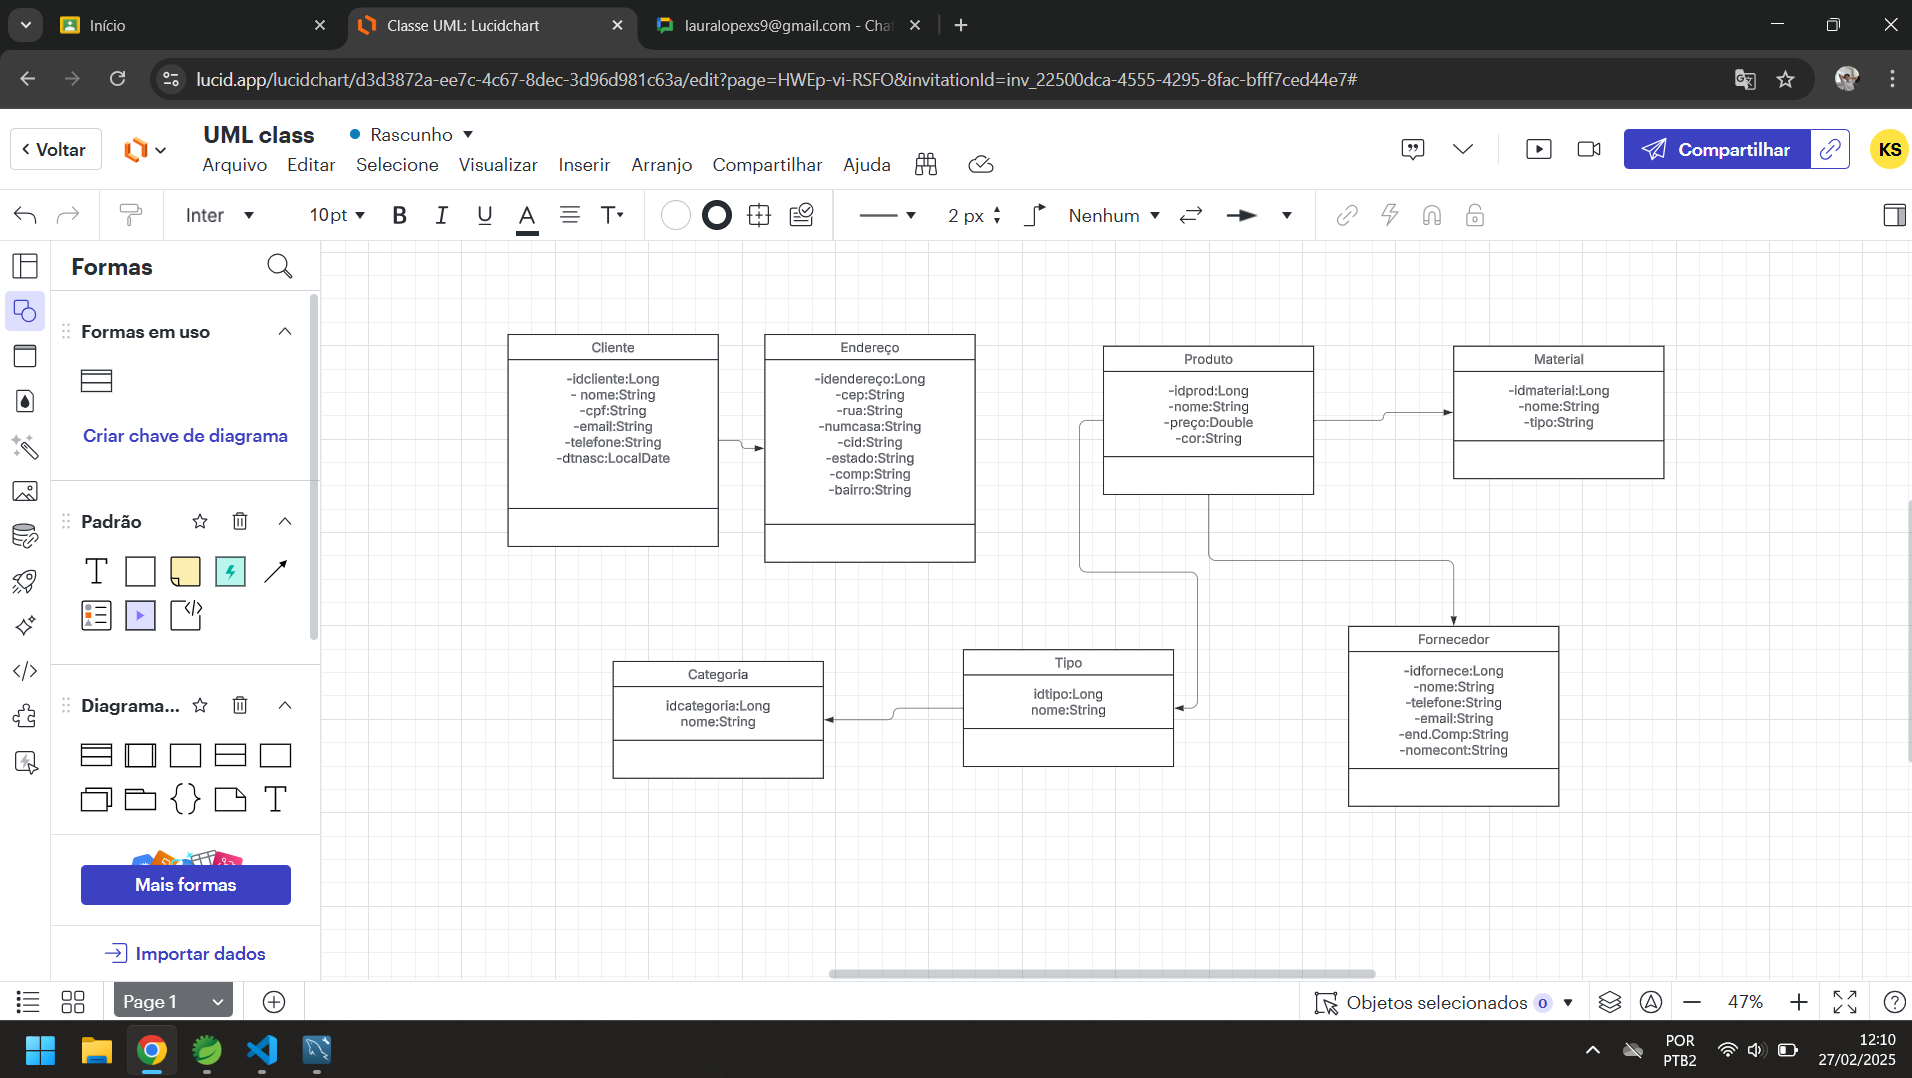 Início
Classe UML: Lucidchart
lauralopexs9@gmail.com - Cha
lucid.app/lucidchart/d3d3872a-ee7c-4c67-8dec-3d96d981c63a/edit?page=HWEp-vi-RSFO&invitationId=inv_22500dca-4555-4295-8fac-bfff7ced44e7#
Voltar
UML class
Rascunho
Arquivo Editar Selecione Visualizar Inserir Arranjo Compartilhar Ajuda
Compartilhar
KS
Inter
10pt
B I U A T
2 px
Nenhum
Formas
Formas em uso
Criar chave de diagrama
Padrão
T
Diagrama...
T
Mais formas
Importar dados
Cliente
-idcliente:Long
- nome:String
-cpf:String
-email:String
-telefone:String
-dtnasc:LocalDate
Endereço
-idendereço:Long
-cep:String
-rua:String
-numcasa:String
-cid:String
-estado:String
-comp:String
-bairro:String
Produto
-idprod:Long
-nome:String
-preço:Double
-cor:String
Material
-idmaterial:Long
-nome:String
-tipo:String
Categoria
idcategoria:Long
nome:String
Tipo
idtipo:Long
nome:String
Fornecedor
-idfornece:Long
-nome:String
-telefone:String
-email:String
-end.Comp:String
-nomecont:String
Page 1
Objetos selecionados 0
47%
POR
PTB2
12:10
27/02/2025